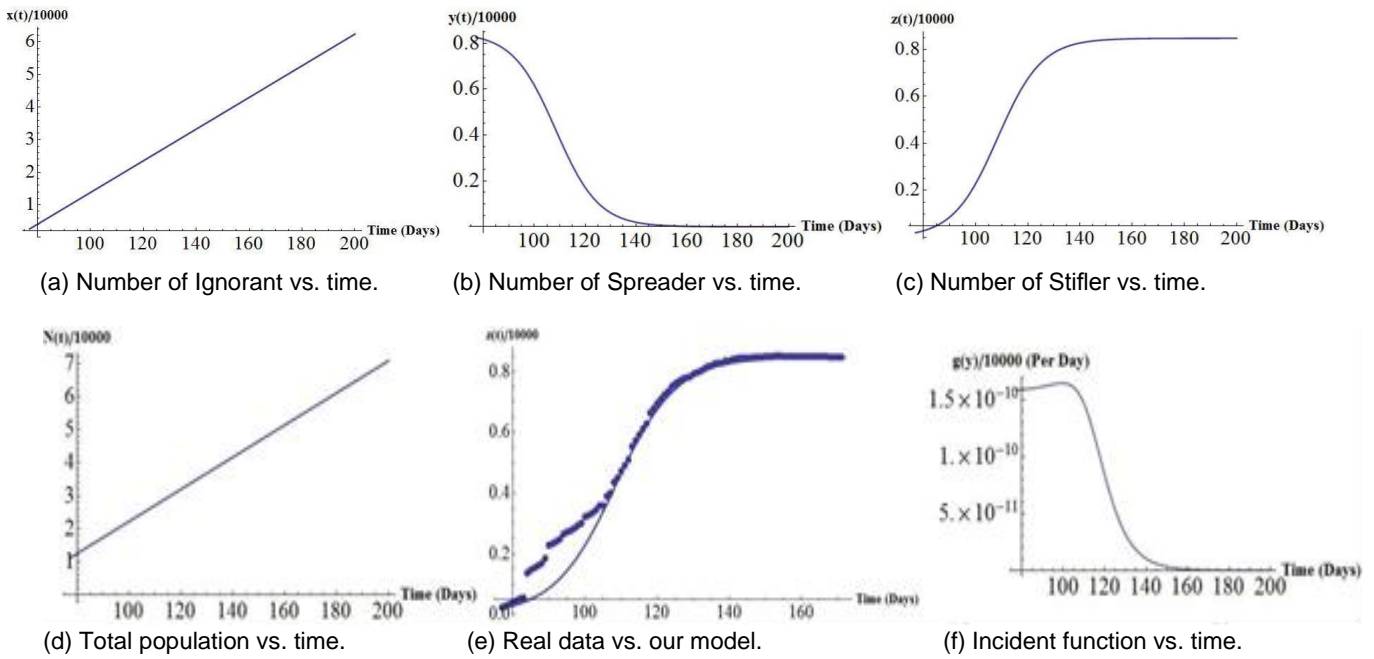 x(t)/10000
6
5
4
3
2
1
100 120 140 160 180 200
Time (Days)
(a) Number of Ignorant vs. time.
y(t)/10000
0.8
0.6
0.4
0.2
100 120 140 160 180 200
Time (Days)
(b) Number of Spreader vs. time.
z(t)/10000
0.8
0.6
0.4
0.2
100 120 140 160 180 200
Time (Days)
(c) Number of Stifler vs. time.
N(t)/10000
7
6
5
4
3
2
1
100 120 140 160 180 200
Time (Days)
(d) Total population vs. time.
z(t)/10000
0.8
0.6
0.4
0.2
0.0
100 120 140 160
Time (Days)
(e) Real data vs. our model.
g(y)/10000 (Per Day)
1.5 × 10⁻¹⁰
1. × 10⁻¹⁰
5. × 10⁻¹¹
100 120 140 160 180 200
Time (Days)
(f) Incident function vs. time.